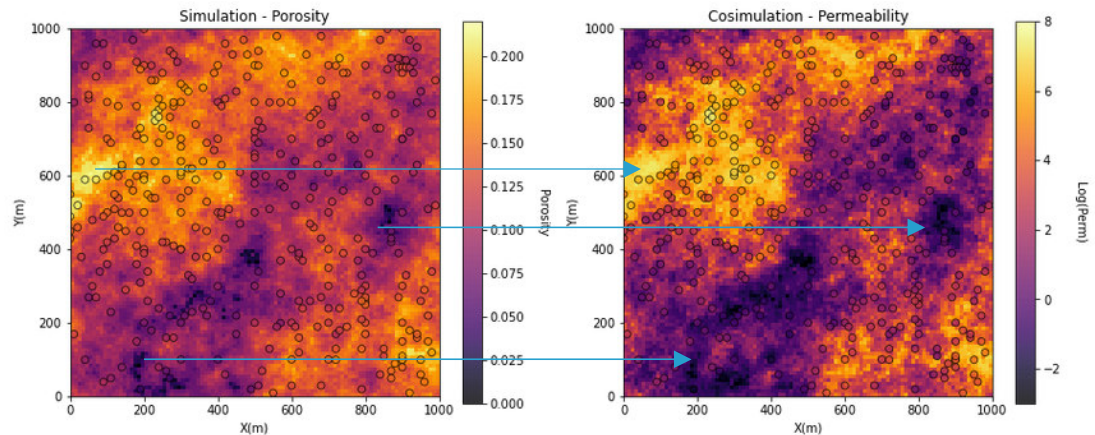 Simulation - Porosity
1000
800
600
400
200
0
Y(m)
0 200 400 600 800 1000
X(m)
0.200
0.175
0.150
0.125
0.100
0.075
0.050
0.025
0.000
Porosity
Cosimulation - Permeability
1000
800
600
400
200
0
Y(m)
0 200 400 600 800 1000
X(m)
8
6
4
2
0
−2
Log(Perm)